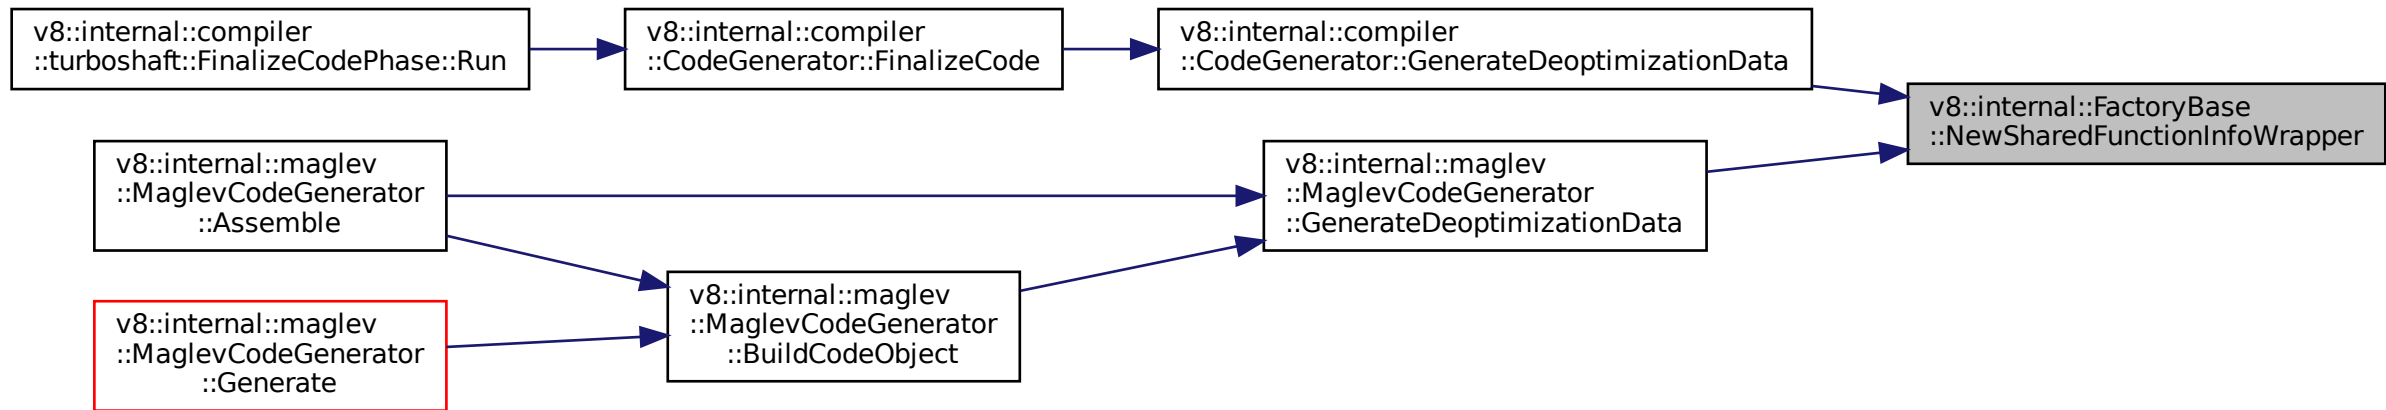 v8::internal::compiler
::turboshaft::FinalizeCodePhase::Run
v8::internal::compiler
::CodeGenerator::FinalizeCode
v8::internal::compiler
::CodeGenerator::GenerateDeoptimizationData
v8::internal::FactoryBase
::NewSharedFunctionInfoWrapper
v8::internal::maglev
::MaglevCodeGenerator
::Assemble
v8::internal::maglev
::MaglevCodeGenerator
::GenerateDeoptimizationData
v8::internal::maglev
::MaglevCodeGenerator
::BuildCodeObject
v8::internal::maglev
::MaglevCodeGenerator
::Generate